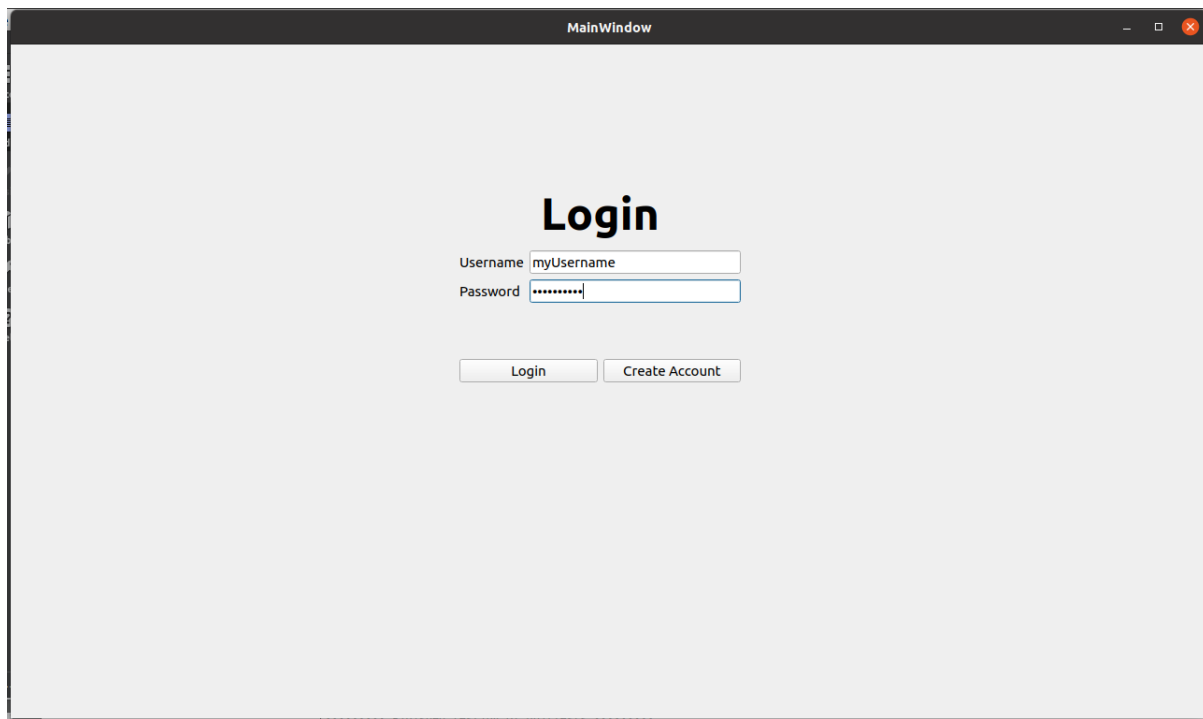 MainWindow
Login
Username myUsername
Password ••••••••••
Login Create Account